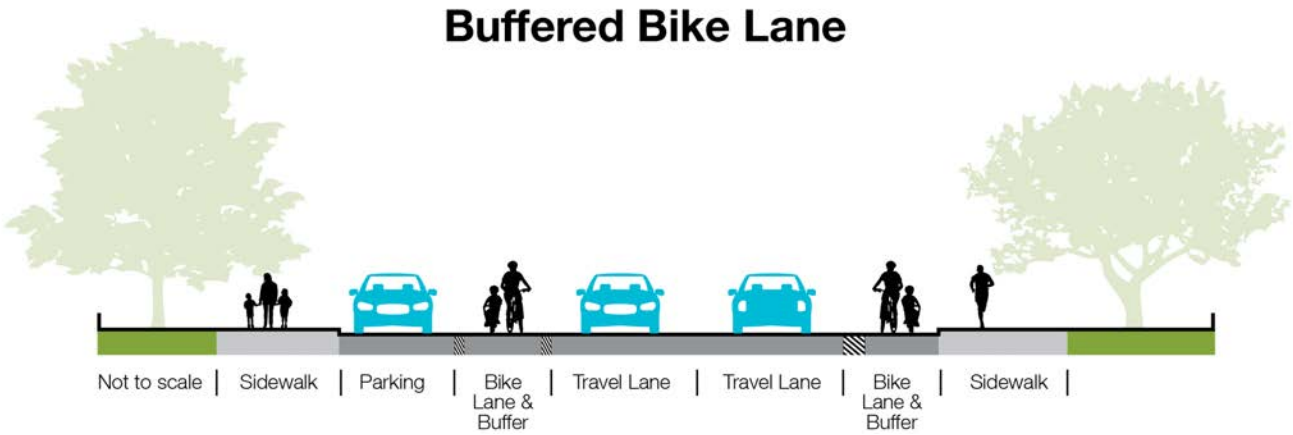 Buffered Bike Lane
Not to scale | Sidewalk | Parking | Bike Lane & Buffer | Travel Lane | Travel Lane | Bike Lane & Buffer | Sidewalk |